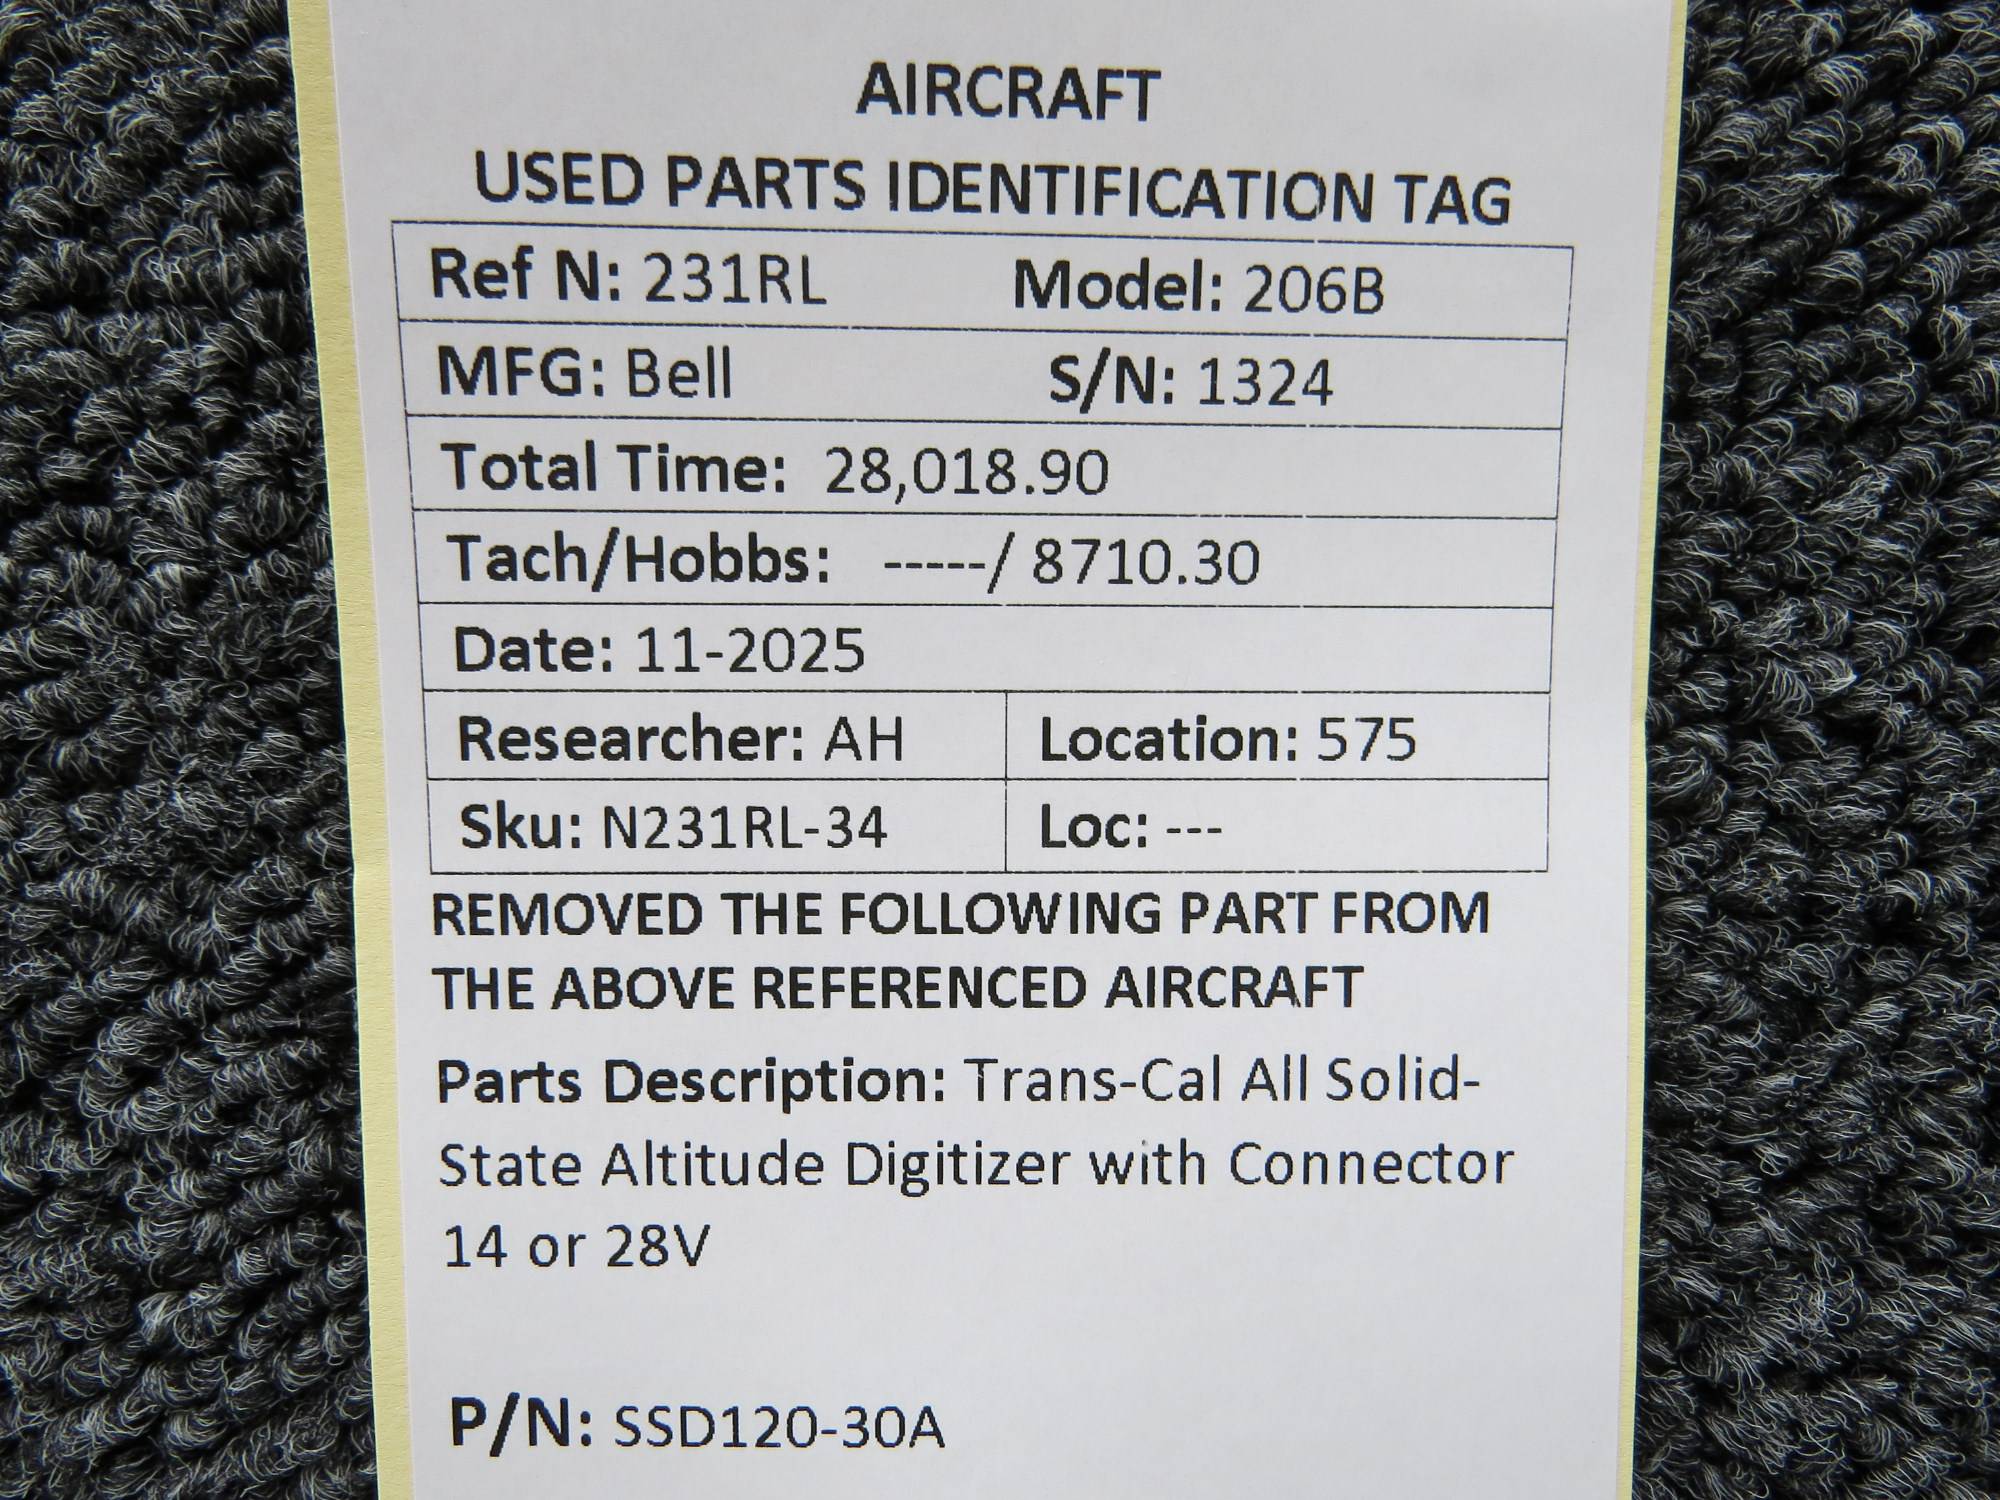 AIRCRAFT
USED PARTS IDENTIFICATION TAG
Ref N: 231RL Model: 206B
MFG: Bell S/N: 1324
Total Time: 28,018.90
Tach/Hobbs: -----/ 8710.30
Date: 11-2025
Researcher: AH Location: 575
Sku: N231RL-34 Loc: ---
REMOVED THE FOLLOWING PART FROM
THE ABOVE REFERENCED AIRCRAFT
Parts Description: Trans-Cal All Solid-
State Altitude Digitizer with Connector
14 or 28V
P/N: SSD120-30A